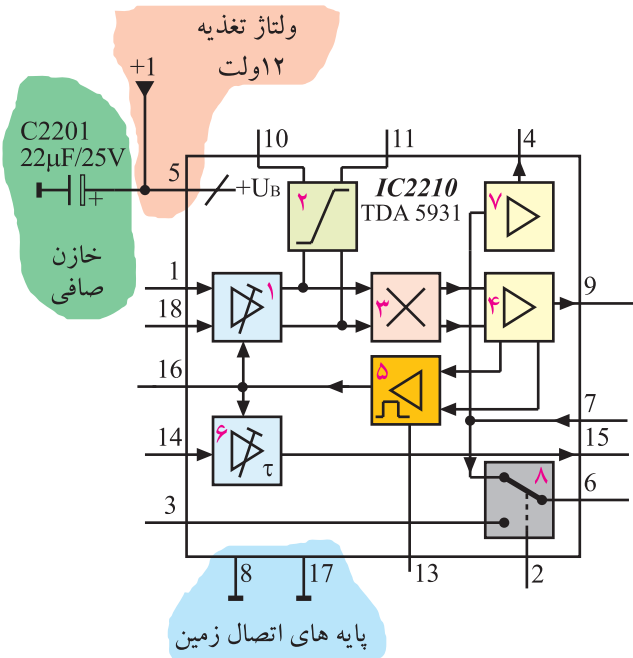 ولتاژ تغذیه
۱۲ولت
+1
C2201
22µF/25V
+
خازن
صافی
5
+UB
10
11
4
IC2210
TDA 5931
۲
۷
1
18
۱
۳
۴
9
16
۵
7
14
۶
τ
15
۸
6
3
8
17
13
2
پایه های اتصال زمین